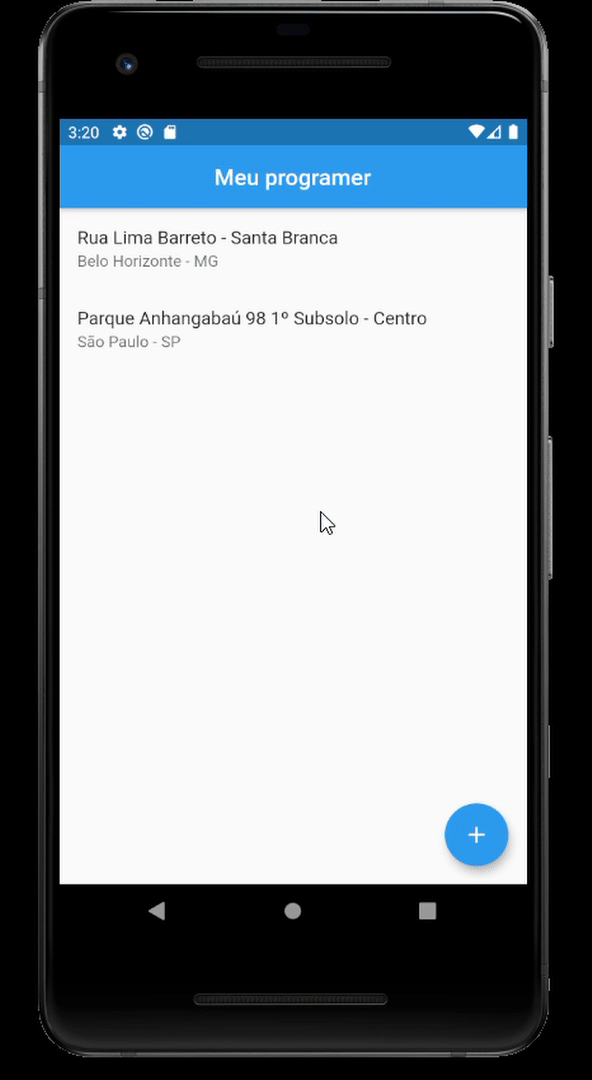 3:20
Meu programer
Rua Lima Barreto - Santa Branca
Belo Horizonte - MG
Parque Anhangabaú 98 1º Subsolo - Centro
São Paulo - SP